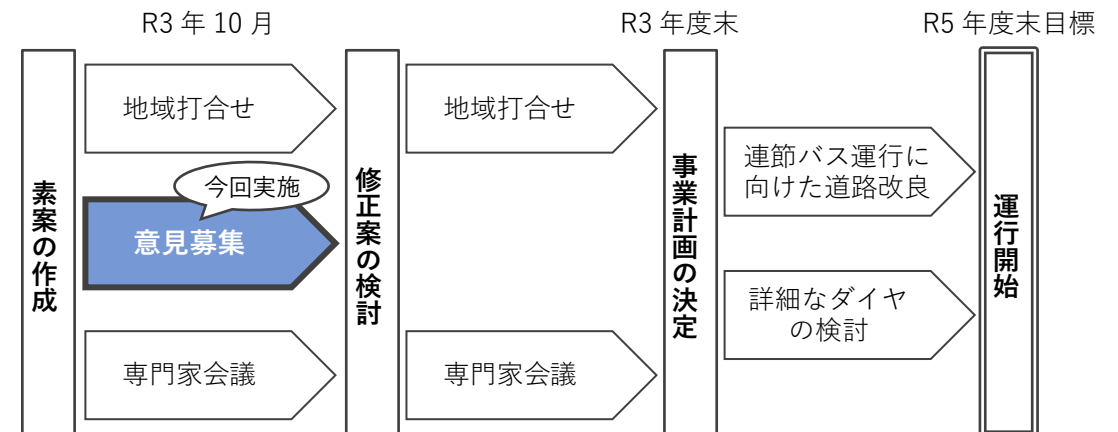 R3 年 10 月
R3 年度末
R5 年度末目標
素案の作成
地域打合せ
今回実施
意見募集
専門家会議
修正案の検討
地域打合せ
専門家会議
事業計画の決定
連節バス運行に
向けた道路改良
詳細なダイヤ
の検討
運行開始